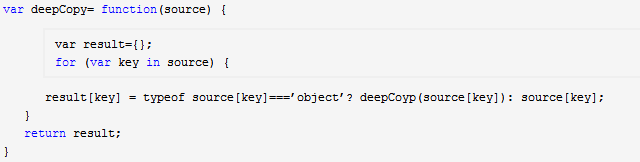 var deepCopy= function(source) {
var result={};
for (var key in source) {
result[key] = typeof source[key]===’object’? deepCoyp(source[key]): source[key];
}
return result;
}